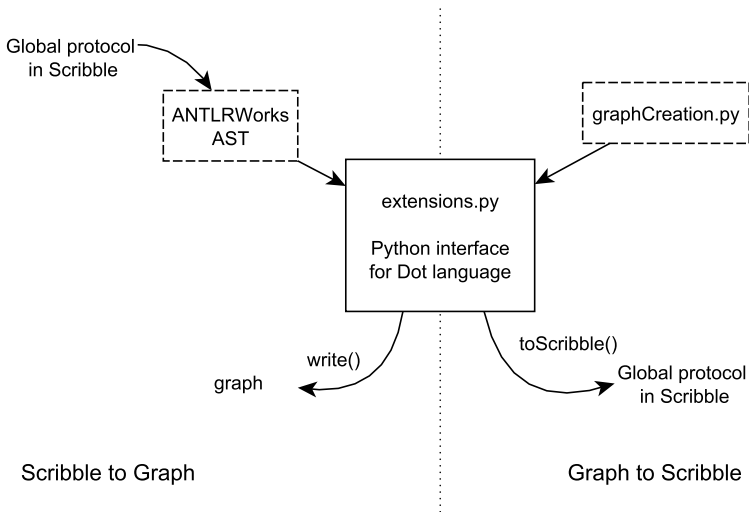 Global protocol
in Scribble
ANTLRWorks
AST
graphCreation.py
extensions.py
Python interface
for Dot language
write()
graph
toScribble()
Global protocol
in Scribble
Scribble to Graph
Graph to Scribble